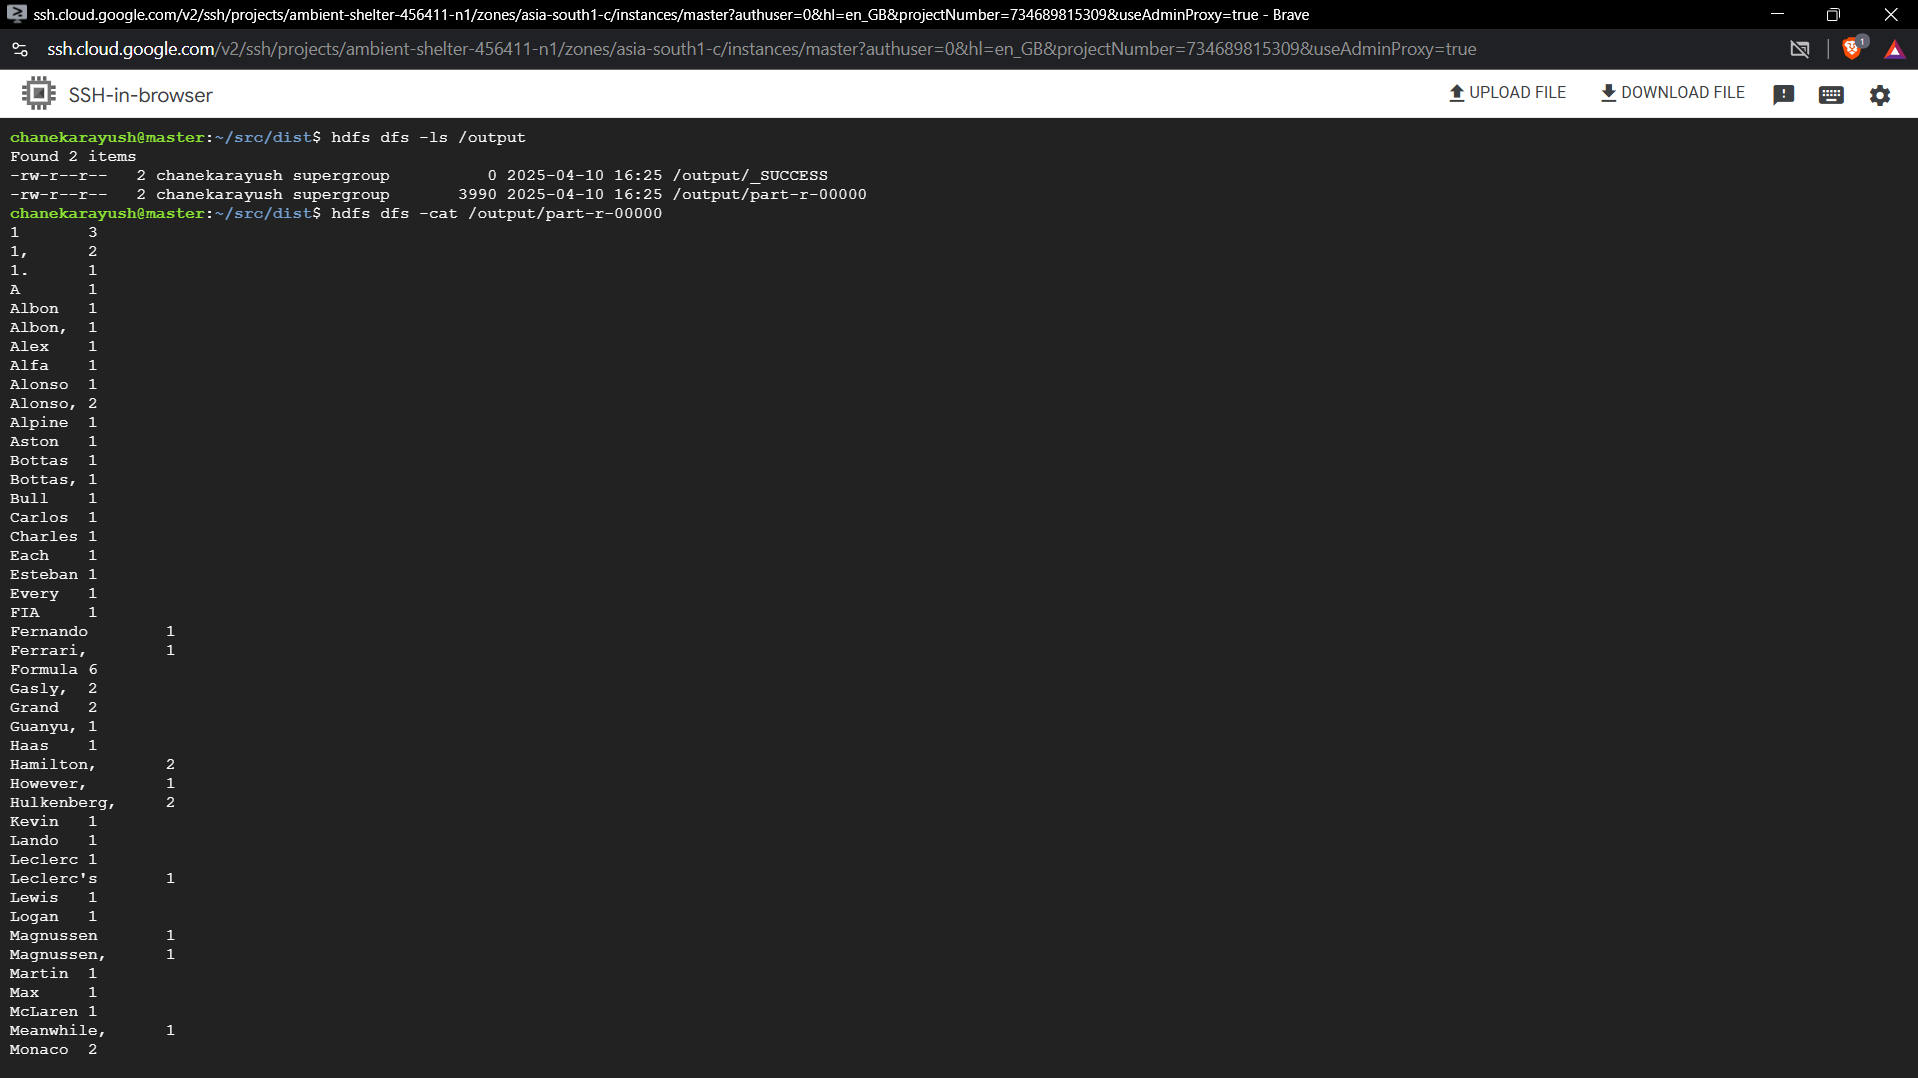 ssh.cloud.google.com/v2/ssh/projects/ambient-shelter-456411-n1/zones/asia-south1-c/instances/master?authuser=0&hl=en_GB&projectNumber=734689815309&useAdminProxy=true - Brave
ssh.cloud.google.com/v2/ssh/projects/ambient-shelter-456411-n1/zones/asia-south1-c/instances/master?authuser=0&hl=en_GB&projectNumber=734689815309&useAdminProxy=true
1
SSH-in-browser
UPLOAD FILE
DOWNLOAD FILE
chanekarayush@master:~/src/dist$ hdfs dfs -ls /output
Found 2 items
-rw-r--r--   2 chanekarayush supergroup          0 2025-04-10 16:25 /output/_SUCCESS
-rw-r--r--   2 chanekarayush supergroup       3990 2025-04-10 16:25 /output/part-r-00000
chanekarayush@master:~/src/dist$ hdfs dfs -cat /output/part-r-00000
1       3
1,      2
1.      1
A       1
Albon   1
Albon,  1
Alex    1
Alfa    1
Alonso  1
Alonso, 2
Alpine  1
Aston   1
Bottas  1
Bottas, 1
Bull    1
Carlos  1
Charles 1
Each    1
Esteban 1
Every   1
FIA     1
Fernando        1
Ferrari,        1
Formula 6
Gasly,  2
Grand   2
Guanyu, 1
Haas    1
Hamilton,       2
However,        1
Hulkenberg,     2
Kevin   1
Lando   1
Leclerc 1
Leclerc's       1
Lewis   1
Logan   1
Magnussen       1
Magnussen,      1
Martin  1
Max     1
McLaren 1
Meanwhile,      1
Monaco  2